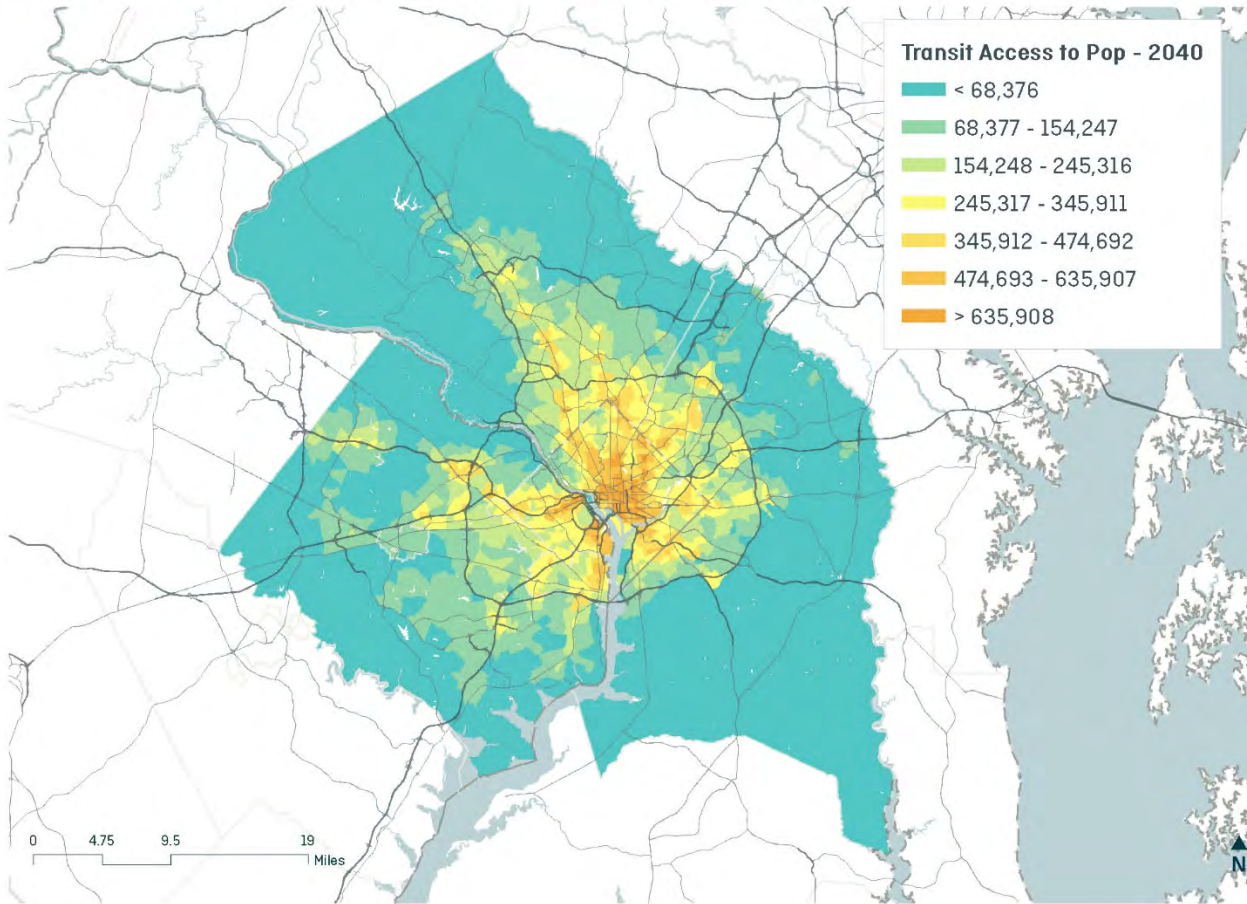 Transit Access to Pop - 2040
< 68,376
68,377 - 154,247
154,248 - 245,316
245,317 - 345,911
345,912 - 474,692
474,693 - 635,907
> 635,908
0 4.75 9.5 19
Miles
N